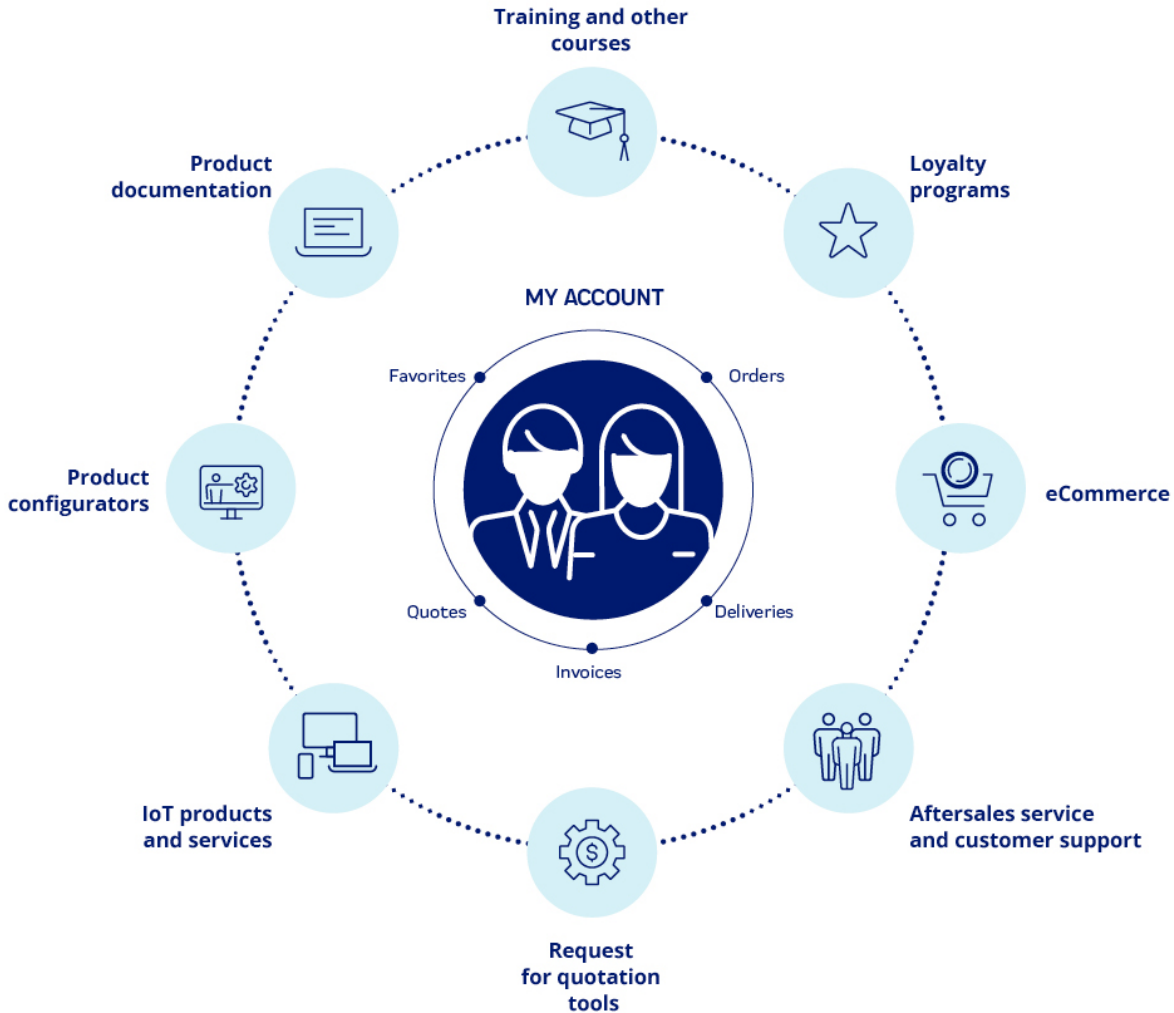 Training and other
courses
Product
documentation
Loyalty
programs
MY ACCOUNT
Favorites
Orders
Product
configurators
eCommerce
Quotes
Deliveries
Invoices
IoT products
and services
Aftersales service
and customer support
$
Request
for quotation
tools